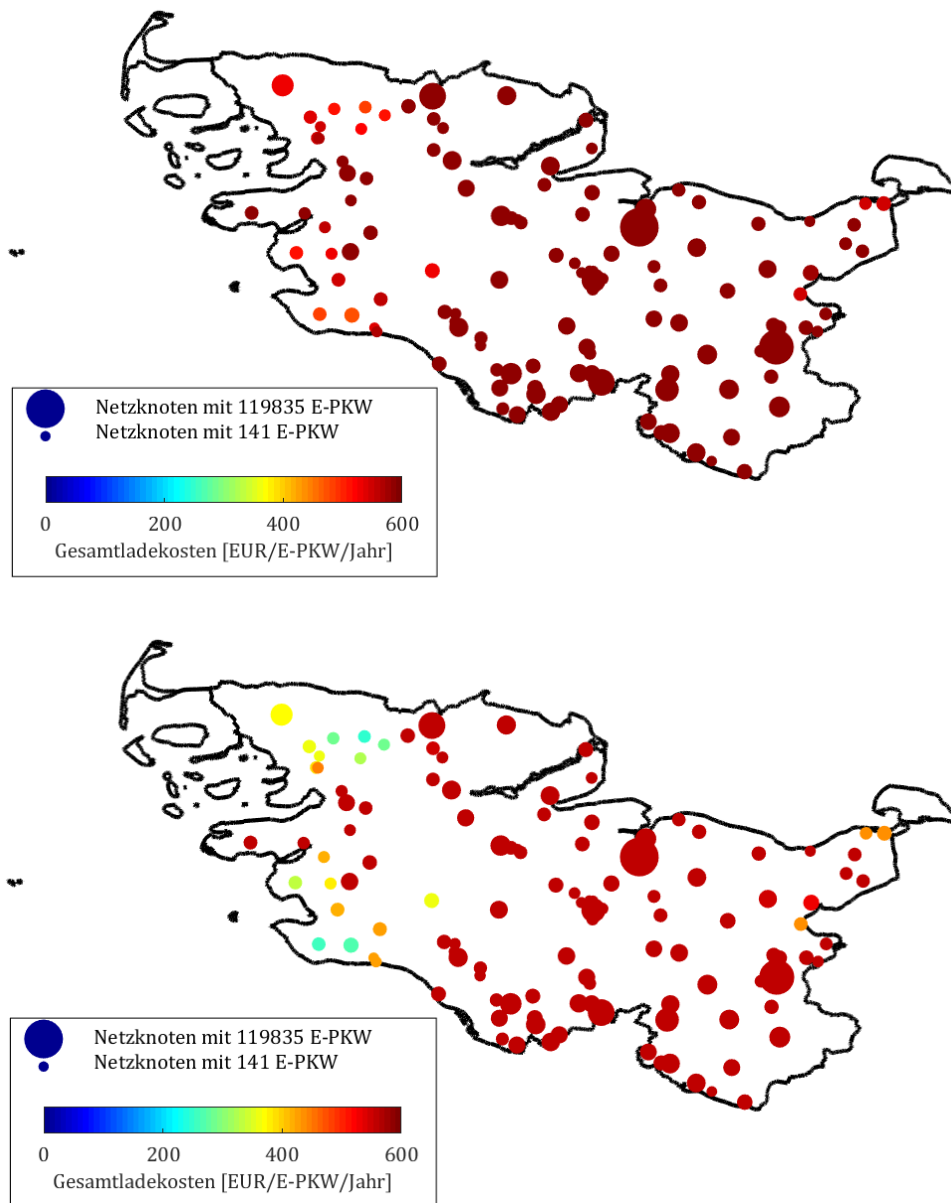 Netzknoten mit 119835 E-PKW
Netzknoten mit 141 E-PKW
0 200 400 600
Gesamtladekosten [EUR/E-PKW/Jahr]
Netzknoten mit 119835 E-PKW
Netzknoten mit 141 E-PKW
0 200 400 600
Gesamtladekosten [EUR/E-PKW/Jahr]